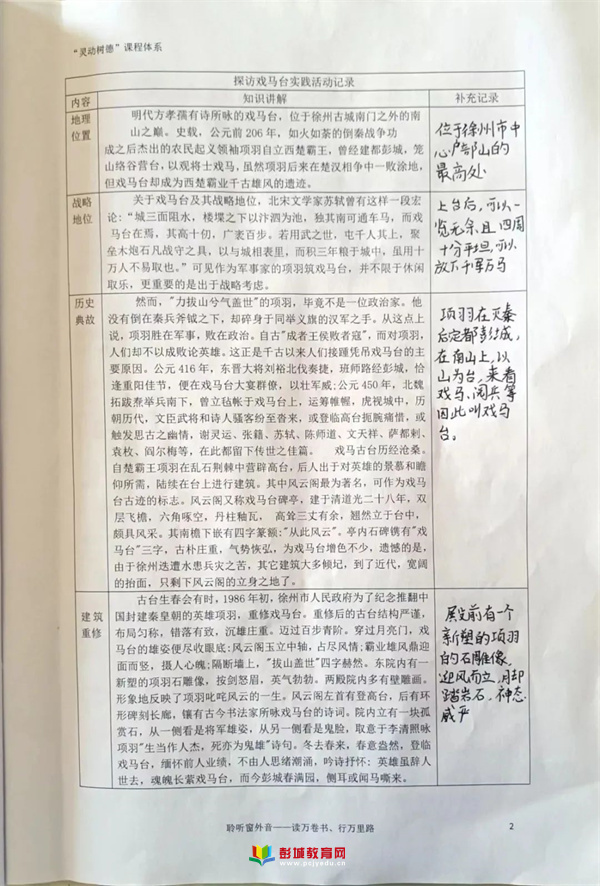 “灵动树德”课程体系
探访戏马台实践活动记录
内容 知识讲解 补充记录
地理
位置
明代方孝孺有诗所咏的戏马台，位于徐州古城南门之外的南
山之巅。史载，公元前206年，如火如荼的倒秦战争功
成之后杰出的农民起义领袖项羽自立西楚霸王，曾经建都彭城，笼
山络谷营台，以观将士戏马，虽然项羽后来在楚汉相争中一败涂地，
但戏马台却成为西楚霸业千古雄风的遗迹。
位于徐州市中
心户部山的
最高处
战略
地位
关于戏马台及其战略地位，北宋文学家苏轼曾有这样一段宏
论：“城三面阻水，楼堞之下以汴泗为池，独其南可通车马，而戏
马台在焉，其高十仞，广袤百步。若用武之世，屯千人其上，聚
垒木炮石凡战守之具，以与城相表里，而积三年粮于城中，虽用十
万人不易取也。”可见作为军事家的项羽筑戏马台，并不限于休闲
取乐，更重要的是出于战略考虑。
上台后，可以一
览无余，且四周
十分平坦，可以
放下千军万马
历史
典故
然而，"力拔山兮气盖世"的项羽，毕竟不是一位政治家。他
没有倒在秦兵斧钺之下，却碎身于同举义旗的汉军之手。从这点上
说，项羽胜在军事，败在政治。自古"成者王侯败者寇"，而对项羽，
人们却不以成败论英雄。这正是千古以来人们接踵凭吊戏马台的主
要原因。公元416年，东晋大将刘裕北伐奏捷，班师路经彭城，恰
逢重阳佳节，便在戏马台大宴群僚，以壮军威；公元450年，北魏
拓跋焘举兵南下，曾立毡帐于戏马台上，运筹帷幄，虎视城中，历
朝历代，文臣武将和诗人骚客纷至沓来，或登临高台扼腕痛惜，或
触发思古之幽情，谢灵运、张籍、苏轼、陈师道、文天祥、萨都剌、
袁枚、阎尔梅等，在此都留下传世之佳篇。 戏马台古历经沧桑。
自楚霸王项羽在乱石荆棘中营辟高台，后人出于对英雄的景慕和瞻
仰所需，陆续在台上进行建筑。其中风云阁最为著名，可作为戏马
台古迹的标志。风云阁又称戏马台碑亭，建于清道光二十八年，双
层飞檐，六角啄空，丹柱釉瓦， 高耸三丈有余，翘然立于台中，
颇具风采。其南檐下嵌有四字篆额："从此风云"。亭内石碑镌有"戏
马台"三字，古朴庄重，气势恢弘，为戏马台增色不少，遗憾的是，
由于徐州迭遭水患兵灾之苦，其它建筑大多倾圮，到了近代，宽阔
的抬面，只剩下风云阁的立身之地了。
项羽在灭秦
后定都彭城，
在南山上，以
山为台，来看
戏马、阅兵等
因此叫戏马
台。
建筑
重修
古台生春会有时，1986年初，徐州市人民政府为了纪念推翻中
国封建秦皇朝的英雄项羽，重修戏马台。重修后的古台结构严谨，
布局匀称，错落有致，沉雄庄重。迈过百步青阶。穿过月亮门，戏
马台的雄姿便尽收眼底；风云阁玉立中轴，占尽风情；霸业雄风鼎迎
面而竖，摄人心魄；隔断墙上，"拔山盖世"四字赫然。东院内有一
新塑的项羽石雕像，按剑怒眉，英气勃勃。两殿院内多有壁雕画。
形象地反映了项羽叱咤风云的一生。风云阁左首有登高台，后有环
形碑刻长廊，镶有古今书法家所咏戏马台的诗词。院内立有一块孤
赏石，从一侧看是将军雄姿，从另一侧看是鬼脸，取意于李清照咏
项羽"生当作人杰，死亦为鬼雄"诗句。冬去春来，春意盎然，登临
戏马台，缅怀前人业绩，不由人思绪潮涌，吟诗抒怀： 英雄虽辞人
世去，魂魄长萦戏马台，而今彭城春满园，侧耳或闻马嘶来。
殿前有一个
新塑的项羽
的石雕像，
迎风而立，脚
踏岩石，神态
威严
聆听窗外音——读万卷书、行万里路 2
彭城教育网
www.pcjyedu.cn